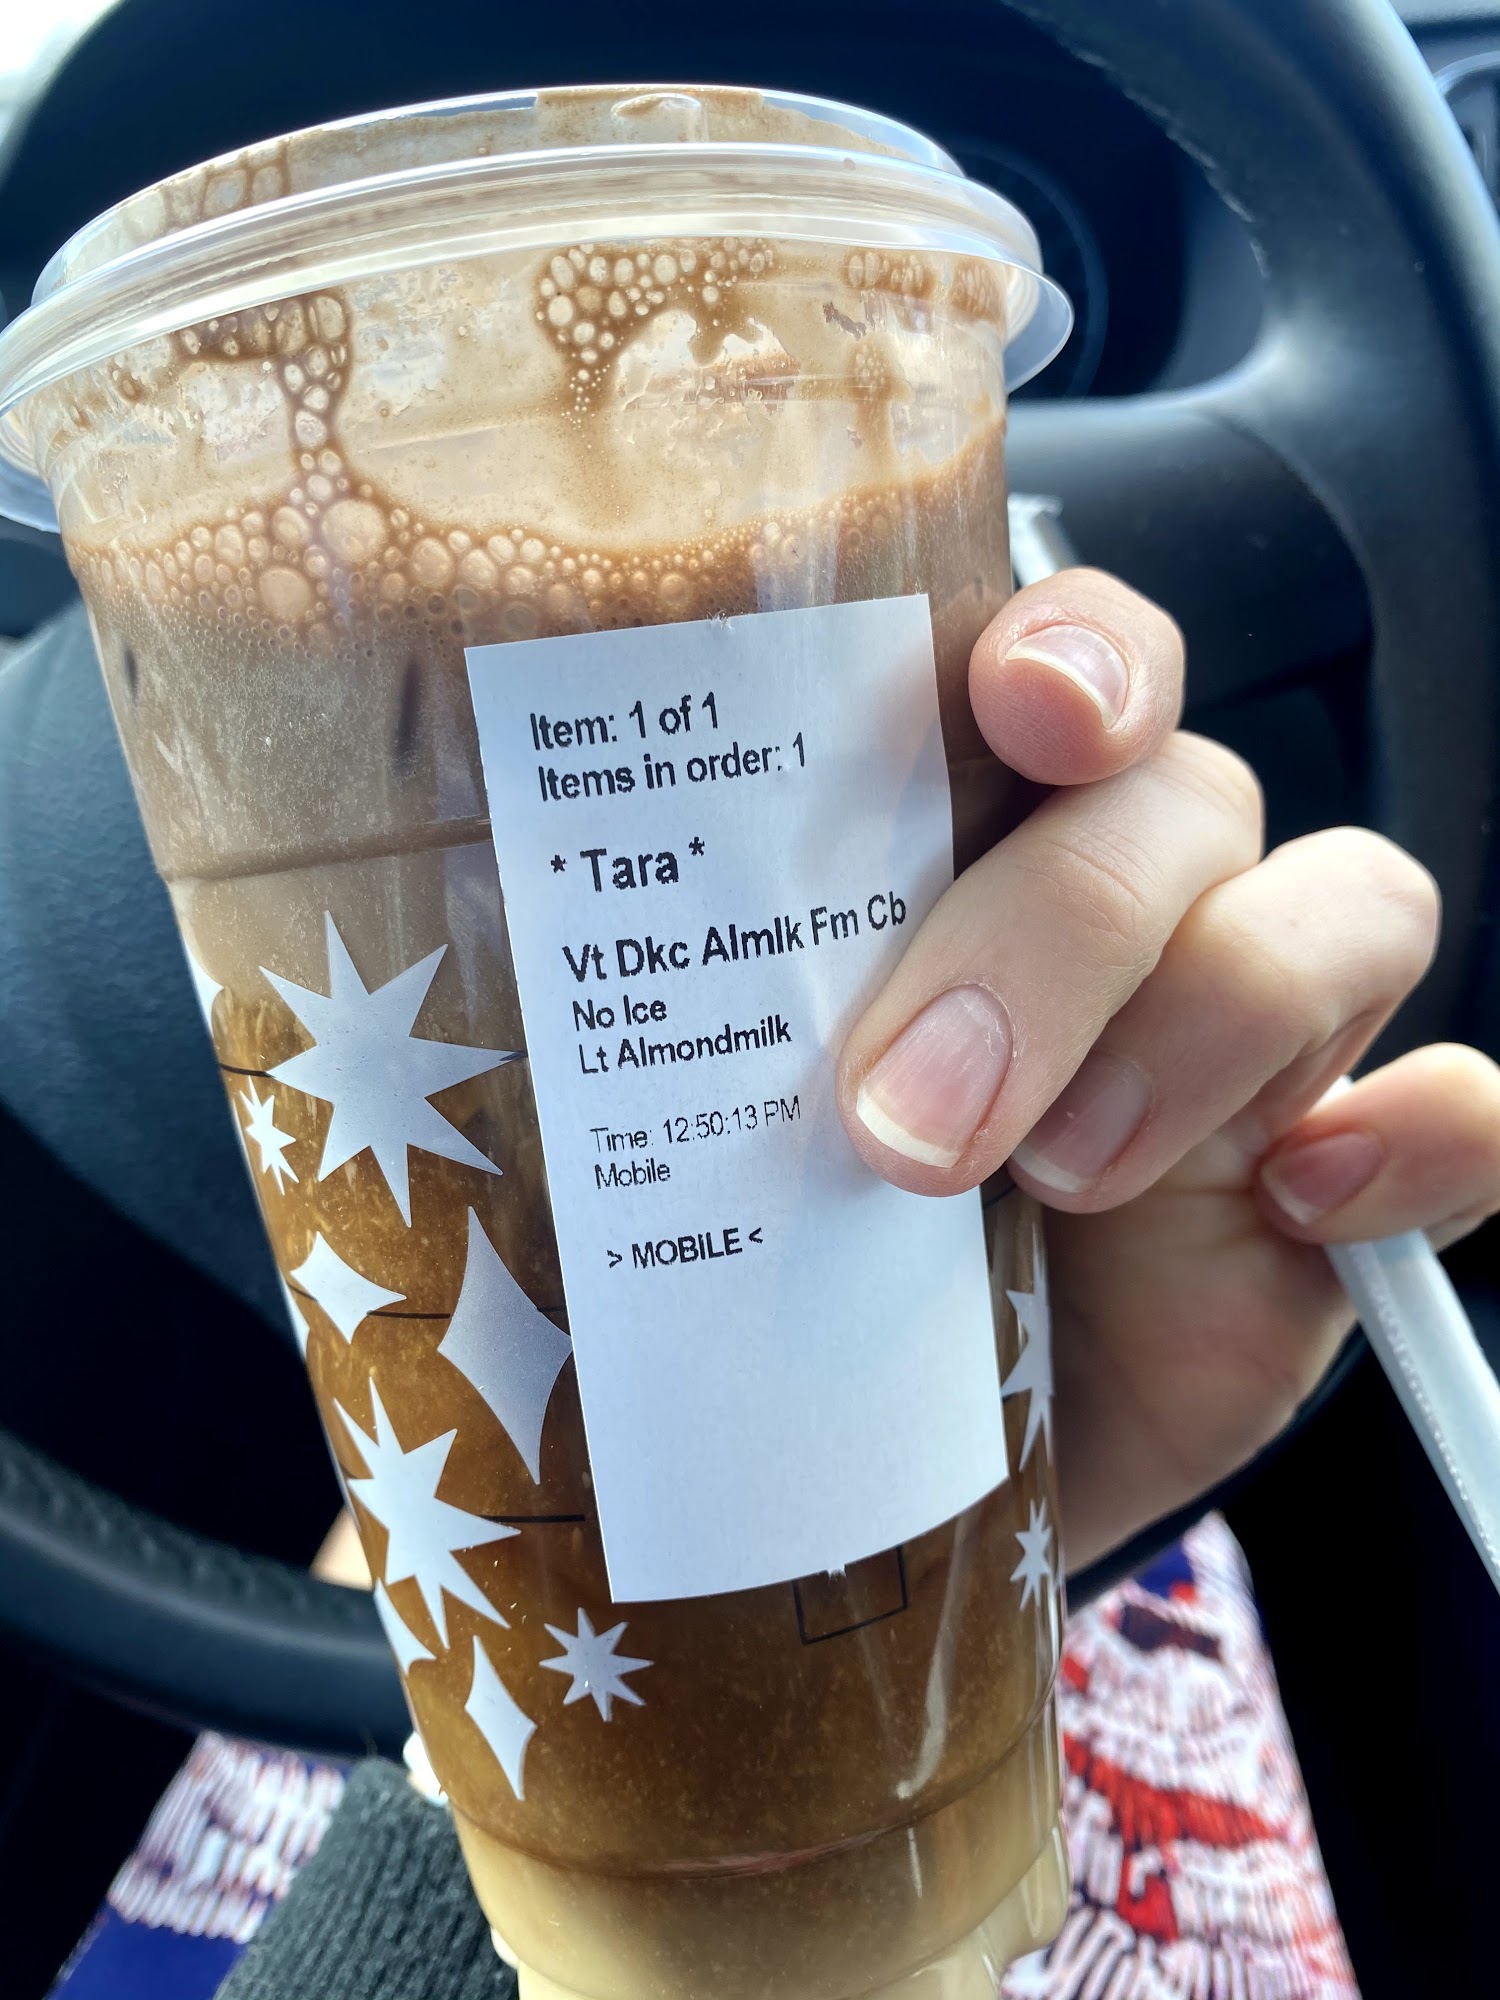 Item: 1 of 1
Items in order: 1
* Tara *
Vt Dkc Almlk Fm Cb
No Ice
Lt Almondmilk
Time: 12:50:13 PM
Mobile
> MOBILE <